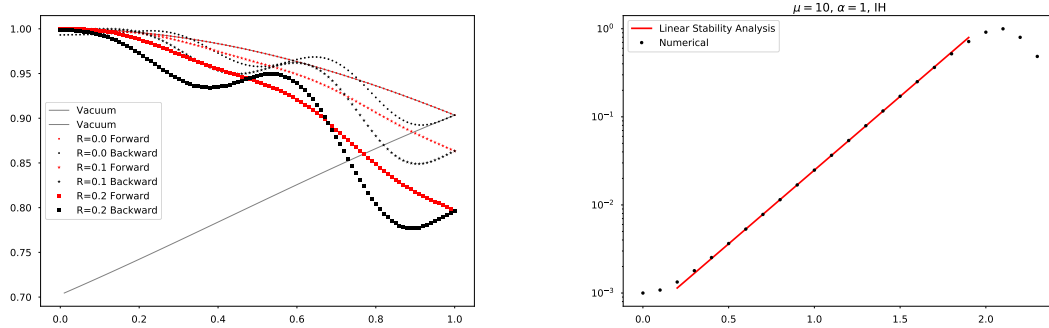 1.00
0.95
0.90
0.85
0.80
0.75
0.70
Vacuum
Vacuum
R=0.0 Forward
R=0.0 Backward
R=0.1 Forward
R=0.1 Backward
R=0.2 Forward
R=0.2 Backward
0.0 0.2 0.4 0.6 0.8 1.0
μ = 10, α = 1, IH
Linear Stability Analysis
Numerical
10⁰
10⁻¹
10⁻²
10⁻³
0.0 0.5 1.0 1.5 2.0